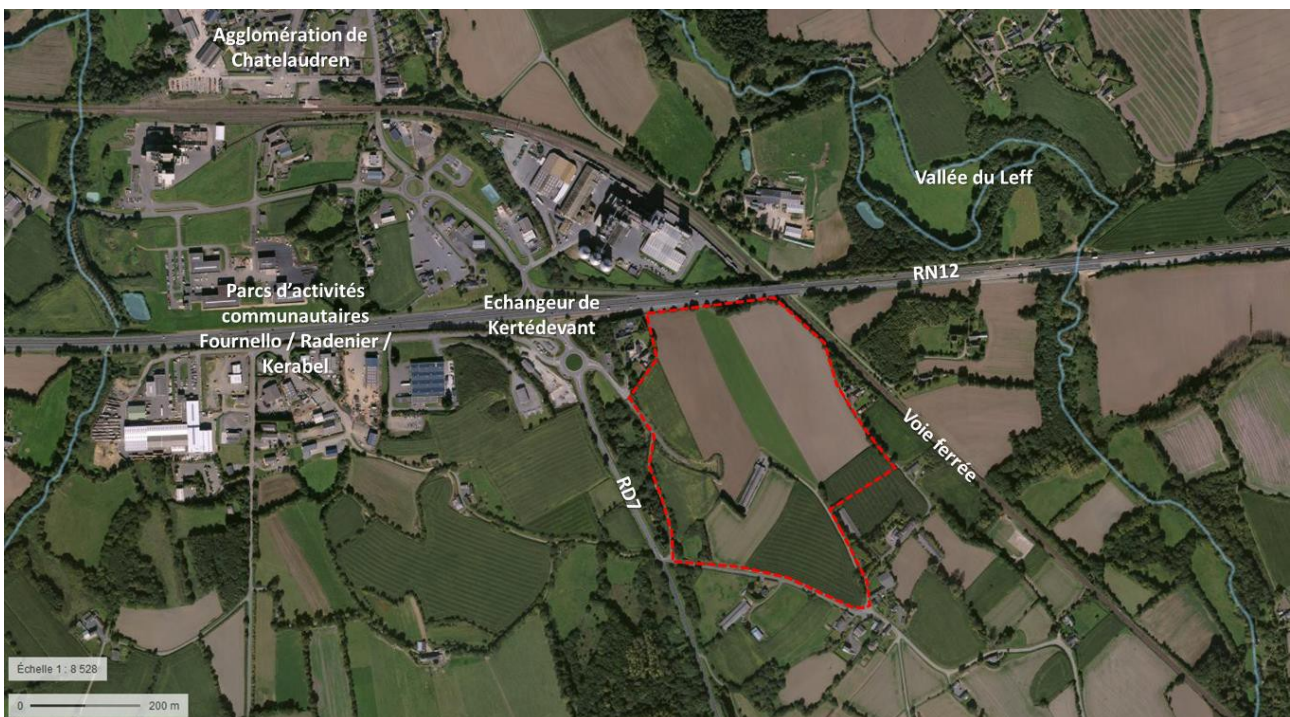 Agglomération de
Chatelaudren
Vallée du Leff
RN12
Parcs d'activités
communautaires
Fournello / Radenier /
Kerabel
Echangeur de
Kertédevant
Voie ferrée
RD7
Échelle 1 : 8 528
0 200 m